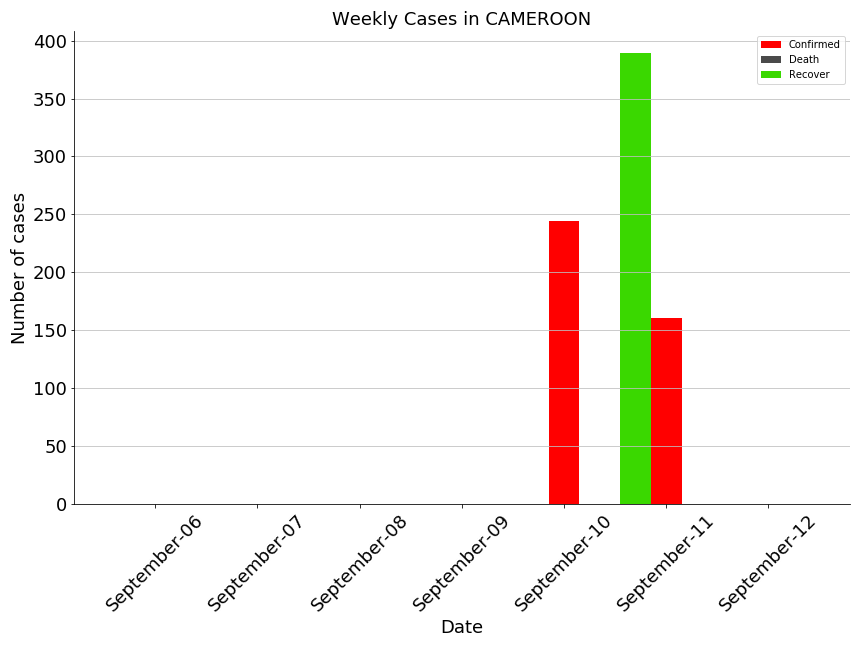 Weekly Cases in CAMEROON
Confirmed
Death
Recover
Number of cases
400
350
300
250
200
150
100
50
0
September-06
September-07
September-08
September-09
September-10
September-11
September-12
Date